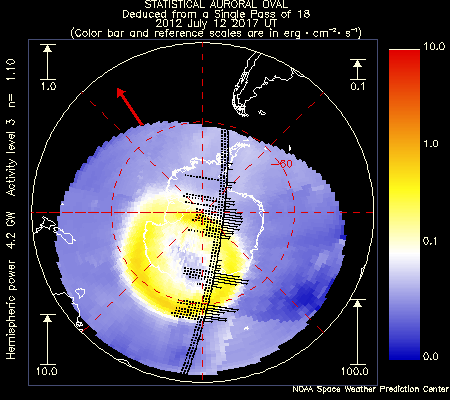 STATISTICAL AURORAL OVAL
Deduced from a Single Pass of 18
2012 July 12 2017 UT
(Color bar and reference scales are in erg·cm⁻²·s⁻¹)
Hemispheric power 4.2 GW Activity level 3 n= 1.10
1.0
0.1
10.0
100.0
-60
10.0
1.0
0.1
0.0
NOAA Space Weather Prediction Center